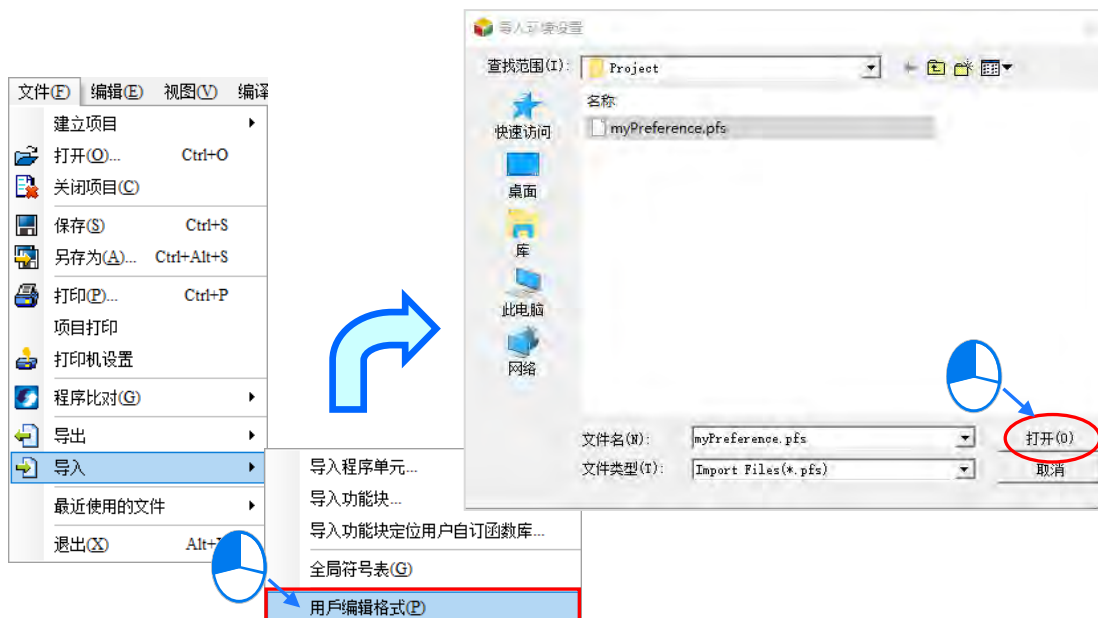 文件(F) 编辑(E) 视图(V) 编译
建立项目
打开(O)... Ctrl+O
关闭项目(C)
保存(S) Ctrl+S
另存为(A)... Ctrl+Alt+S
打印(P)... Ctrl+P
项目打印
打印机设置
程序比对(G)
导出
导入
最近使用的文件
退出(X)
导入程序单元...
导入功能块...
导入功能块定位用户自订函数库...
全局符号表(G)
用戶编辑格式(P)
导入环境设置
查找范围(I): Project
名称
myPreference.pfs
快速访问
桌面
库
此电脑
网络
文件名(N): myPreference.pfs 打开(O)
文件类型(T): Import Files(*.pfs) 取消